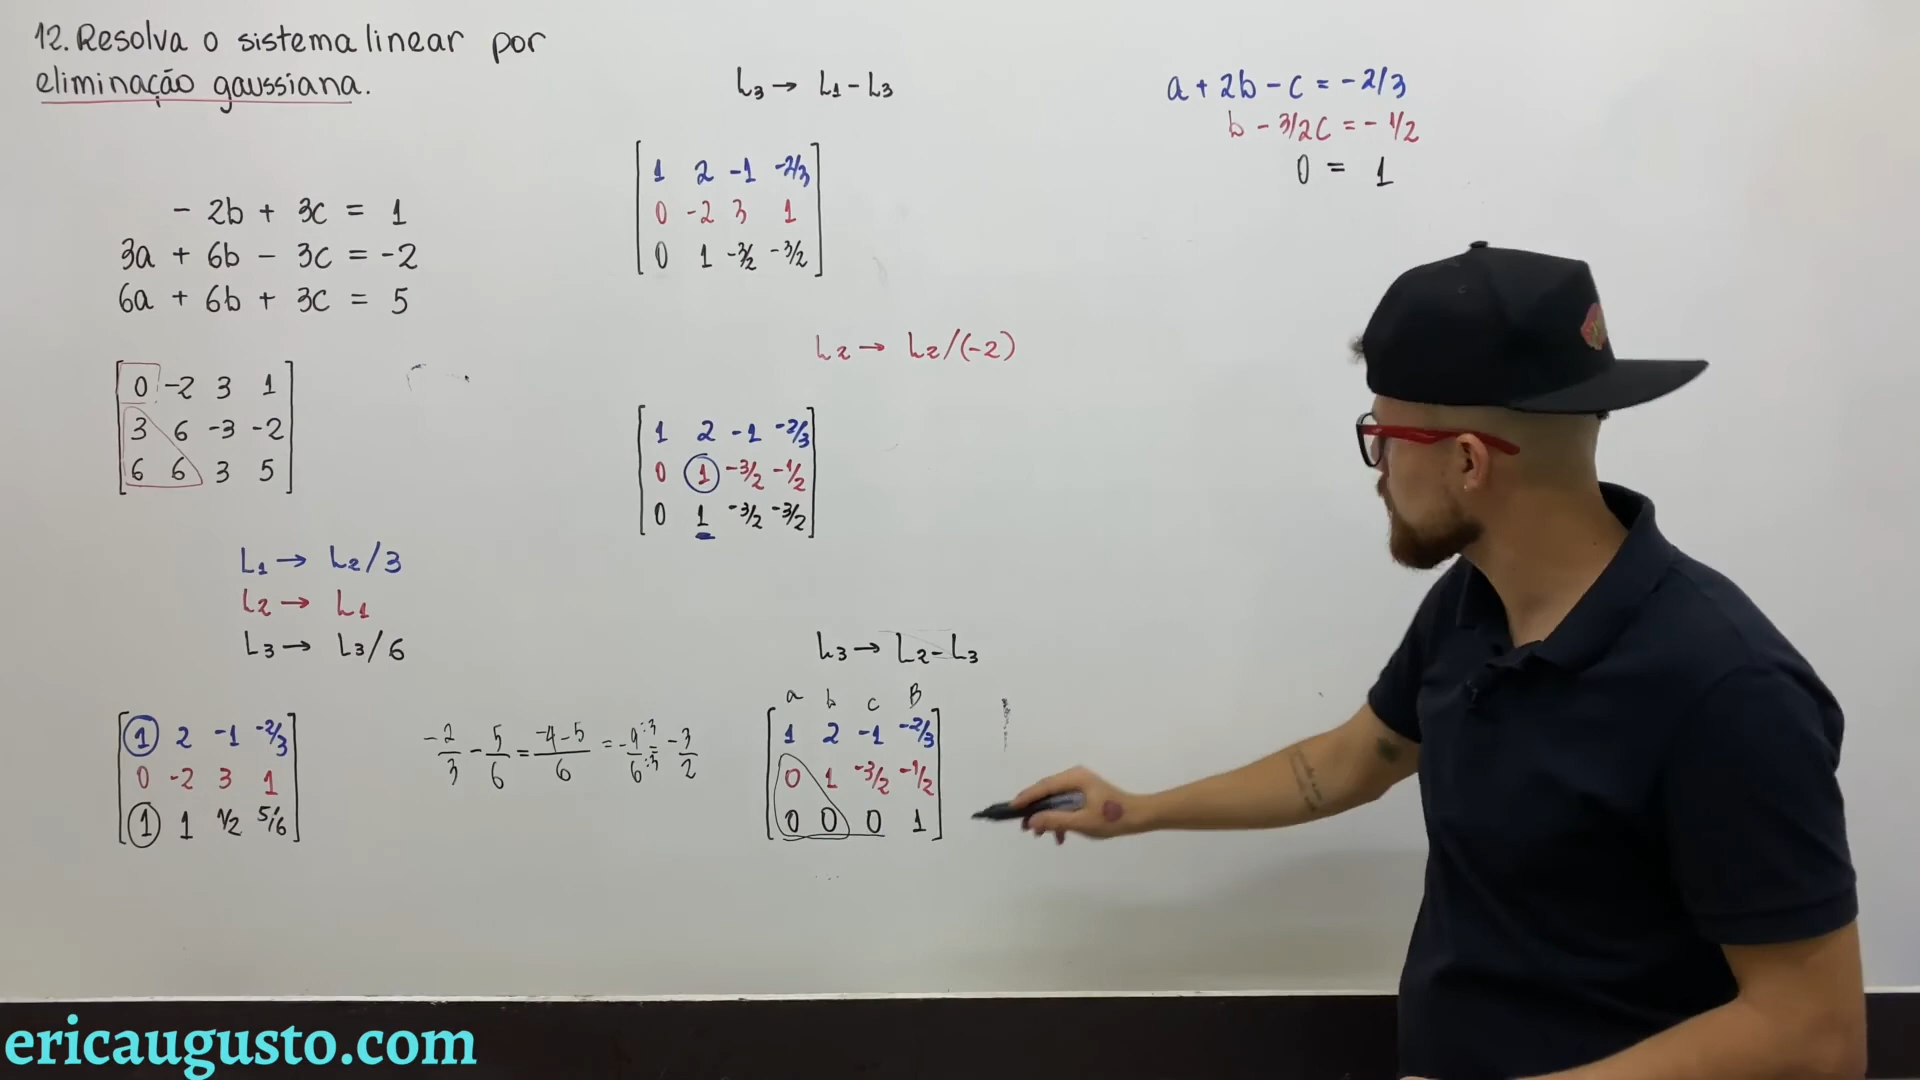 12. Resolva o sistema linear por
eliminação gaussiana.
- 2b + 3c = 1
3a + 6b - 3c = -2
6a + 6b + 3c = 5
0 -2 3 1
3 6 -3 -2
6 6 3 5
L1 → L2/3
L2 → L1
L3 → L3/6
1 2 -1 -2/3
0 -2 3 1
1 1 1/2 5/6
-2/3 - 5/6 = -4-5/6 = -9:3/6:3 = -3/2
L3 → L1 - L3
1 2 -1 -2/3
0 -2 3 1
0 1 -3/2 -3/2
L2 → L2/(-2)
1 2 -1 -2/3
0 1 -3/2 -1/2
0 1 -3/2 -3/2
L3 → L2 - L3
a b c B
1 2 -1 -2/3
0 1 -3/2 -1/2
0 0 0 1
a + 2b - c = -2/3
b - 3/2c = -1/2
0 = 1
ericaugusto.com